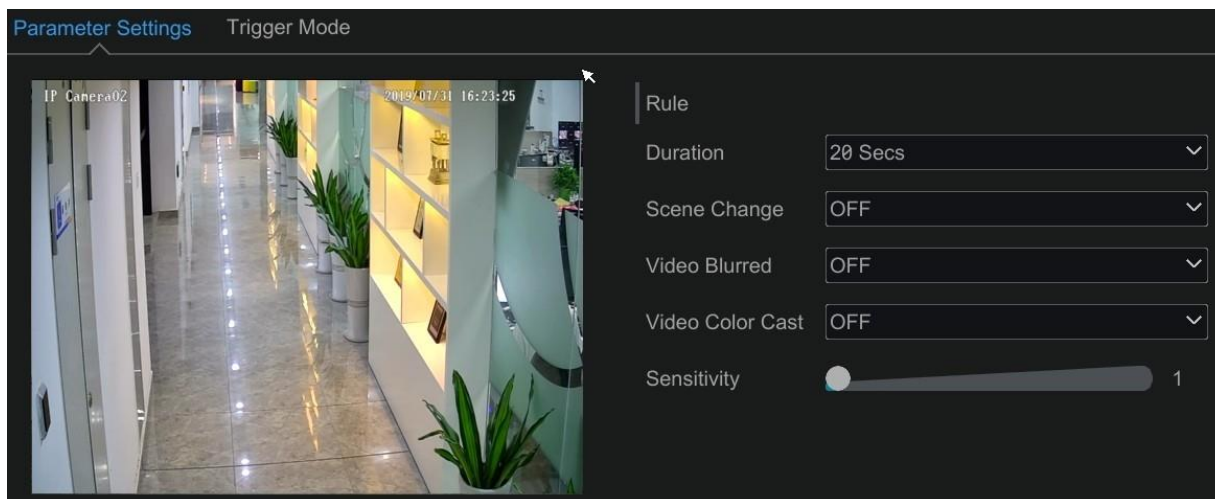 Parameter Settings Trigger Mode
IP Camera02 2019/07/31 16:23:25
Rule
Duration 20 Secs
Scene Change OFF
Video Blurred OFF
Video Color Cast OFF
Sensitivity 1